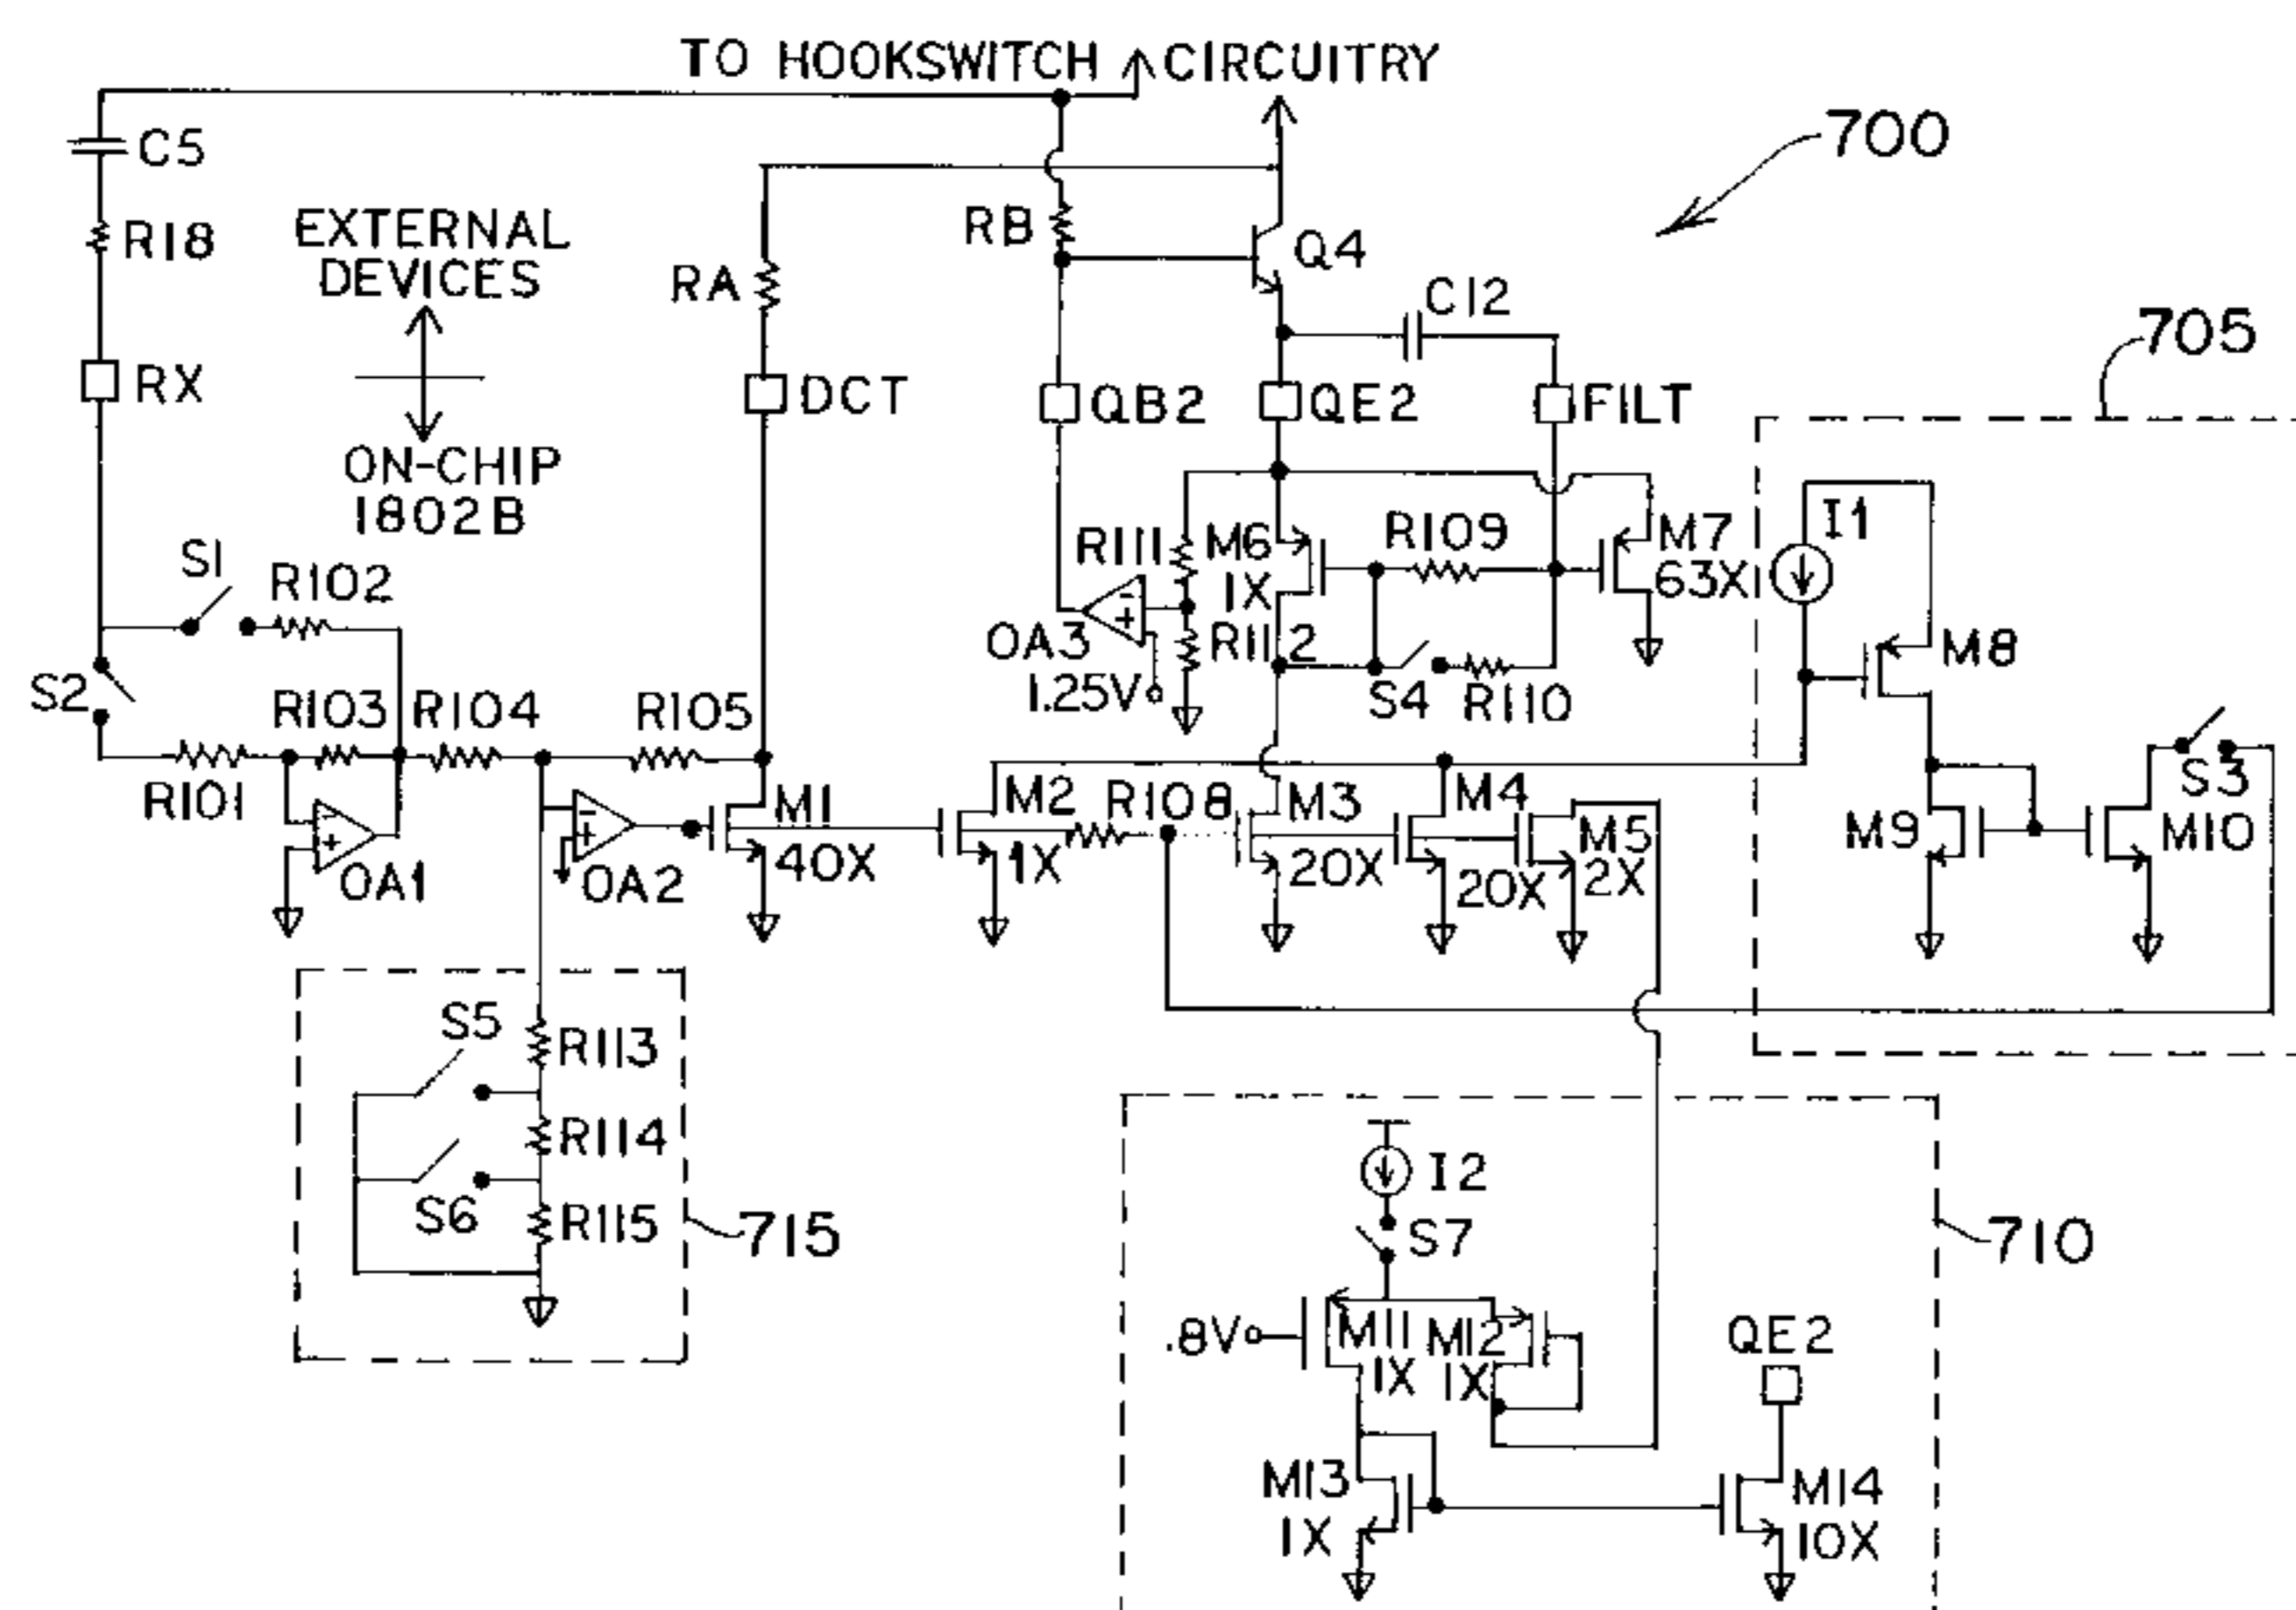 TO HOOKSWITCH CIRCUITRY
700
C5
R18
EXTERNAL
DEVICES
RB
Q4
RA
C12
705
RX
DCT
QB2
QE2
FILT
ON-CHIP
1802B
S1
R102
R111
M6
1X
R109
M7
63X
I1
OA3
- +
R112
1.25V
S4
R110
M8
S2
R103
R104
R105
S3
R101
- +
OA1
- +
OA2
M1
40X
M2
1X
R108
M3
20X
M4
20X
M5
2X
M9
M10
S5
R113
R114
S6
R115
715
I2
S7
710
.8V
M11
1X
M12
1X
QE2
M13
1X
M14
10X